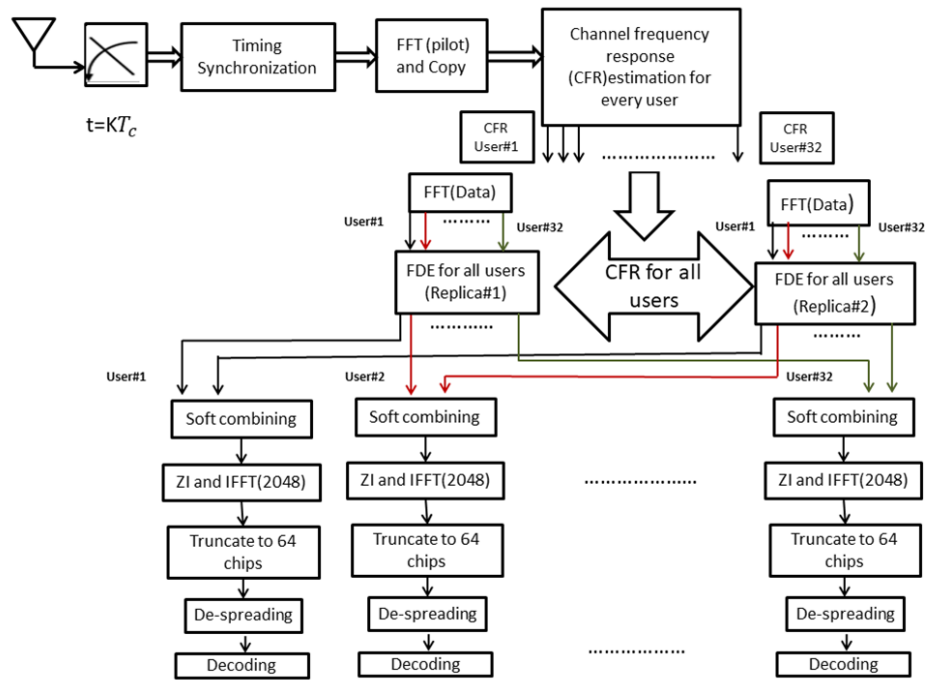 Timing
Synchronization
FFT (pilot)
and Copy
Channel frequency
response
(CFR)estimation for
every user
t=KT_c
CFR
User#1
.......................
CFR
User#32
FFT(Data)
User#1
.........
User#32
FFT(Data)
User#1
.........
User#32
FDE for all users
(Replica#1)
CFR for all
users
FDE for all users
(Replica#2)
............
.........
User#1
User#2
User#32
Soft combining
Soft combining
Soft combining
ZI and IFFT(2048)
ZI and IFFT(2048)
.....................
ZI and IFFT(2048)
Truncate to 64
chips
Truncate to 64
chips
Truncate to 64
chips
De-spreading
De-spreading
De-spreading
Decoding
Decoding
..................
Decoding